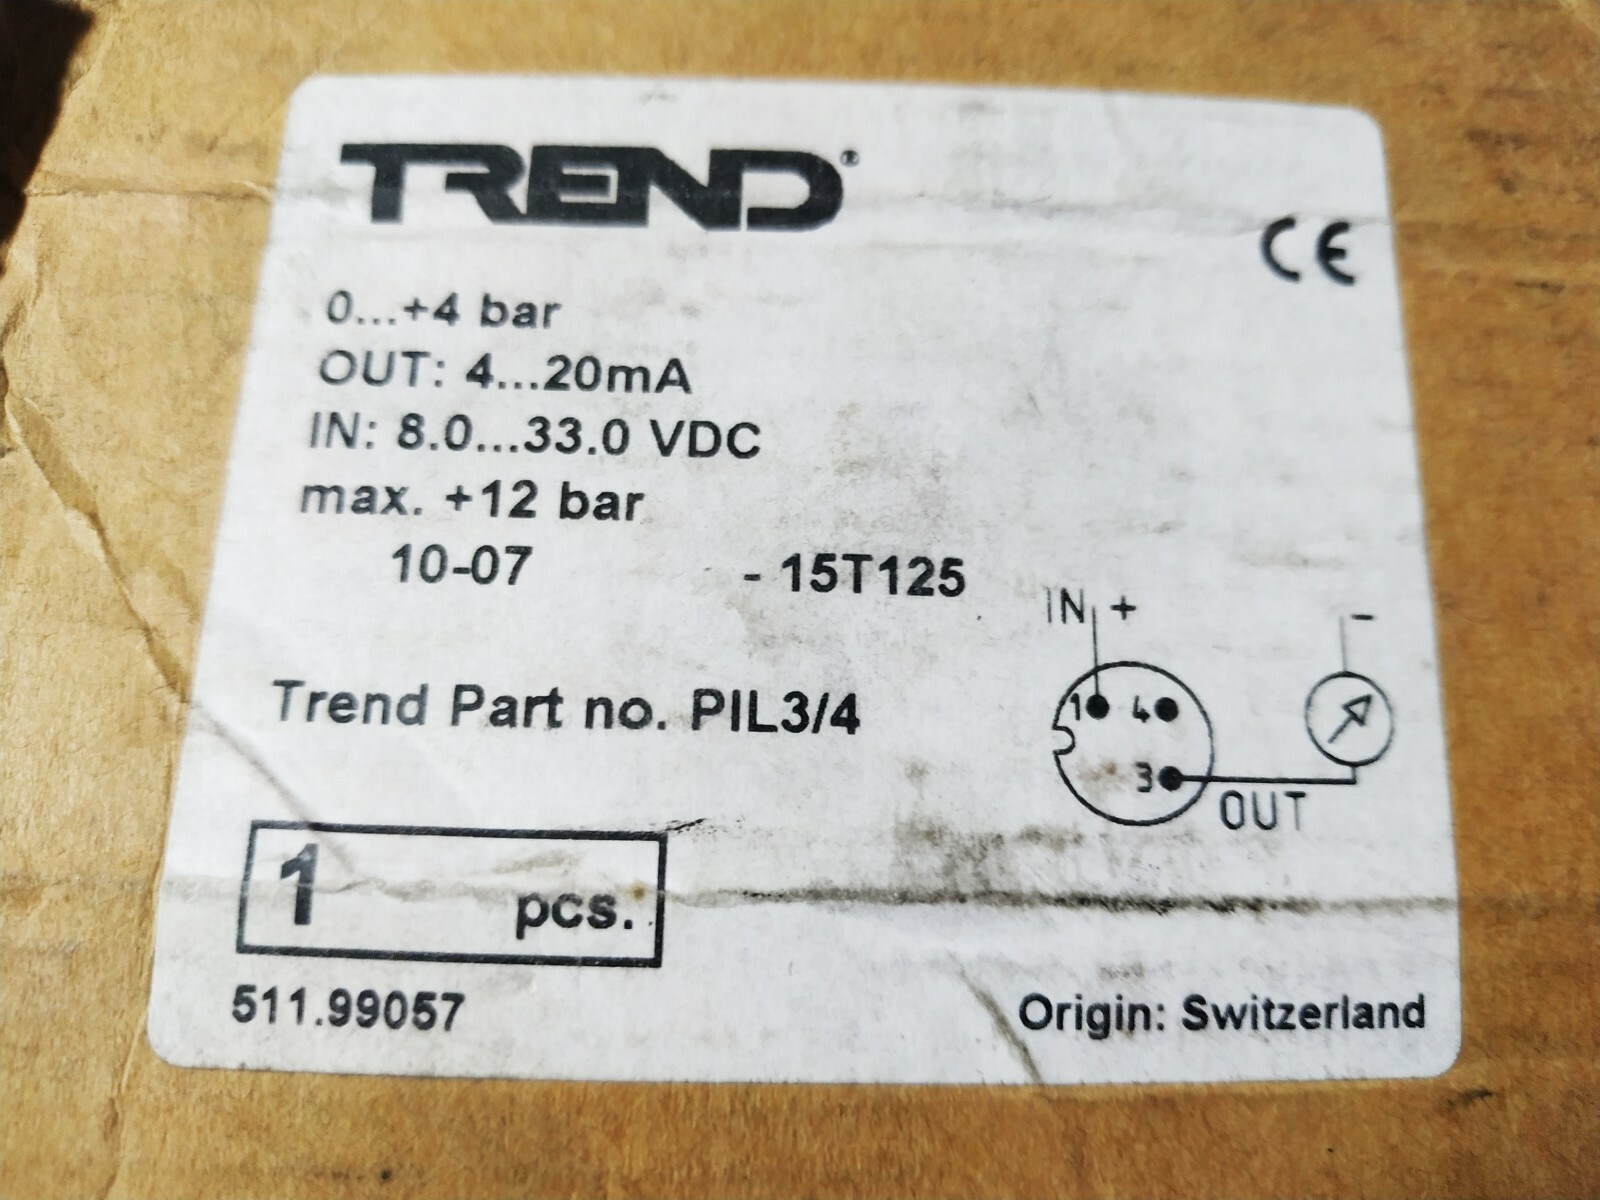 TREND®
CE
0...+4 bar
OUT: 4...20mA
IN: 8.0...33.0 VDC
max. +12 bar
10-07 - 15T125
IN +
-
1 4
Trend Part no. PIL3/4
3
OUT
1 pcs.
511.99057
Origin: Switzerland